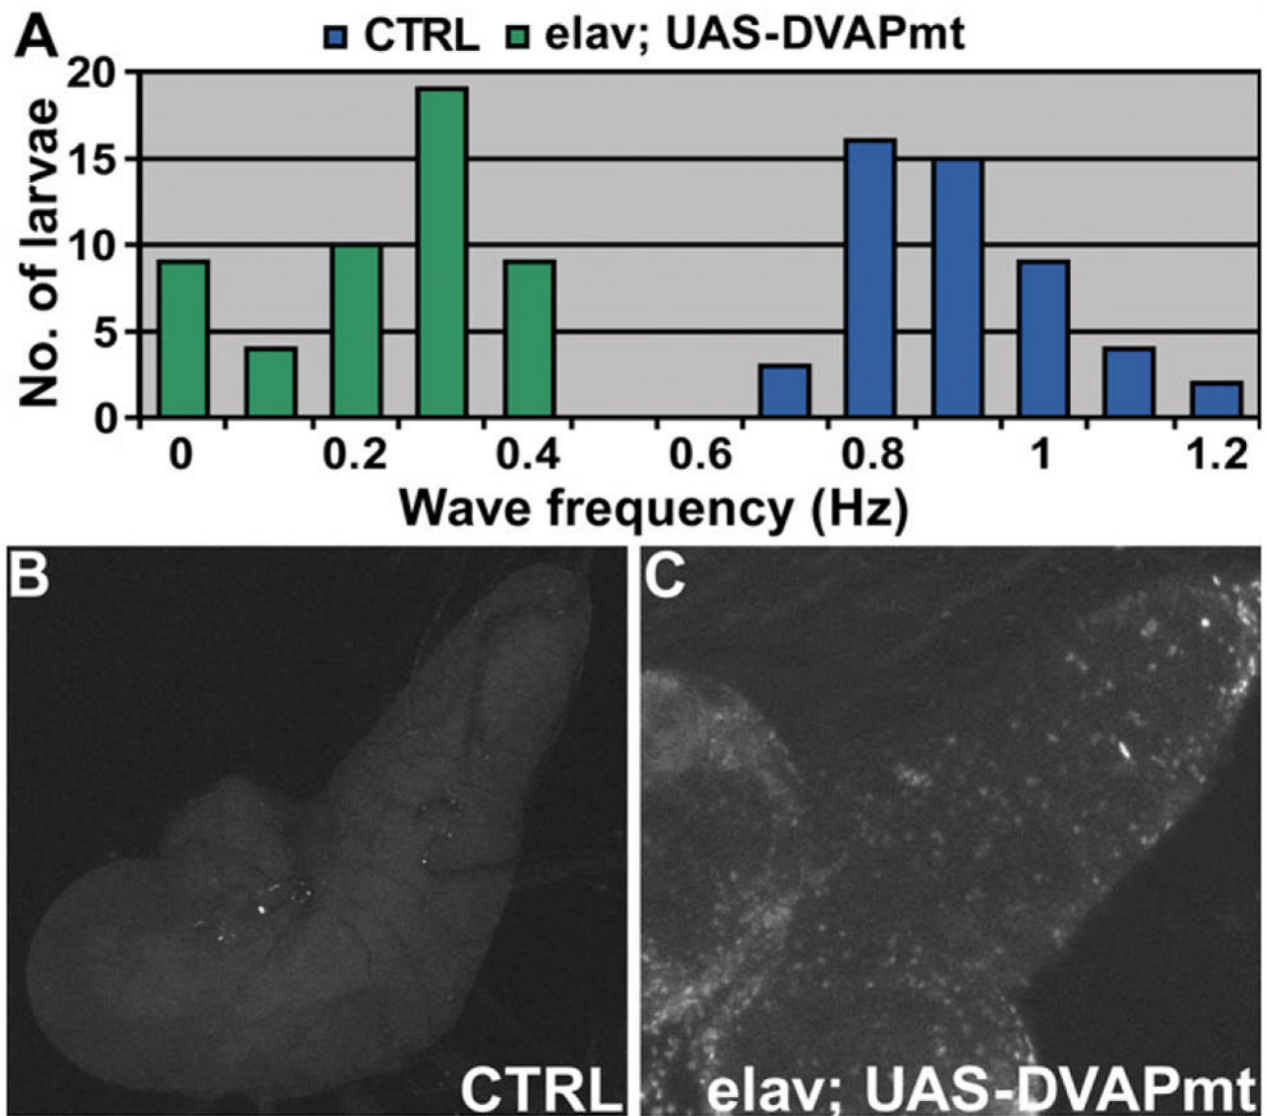 A
CTRL elav; UAS-DVAPmt
20
15
10
5
0
No. of larvae
0 0.2 0.4 0.6 0.8 1 1.2
Wave frequency (Hz)
B
CTRL
C
elav; UAS-DVAPmt